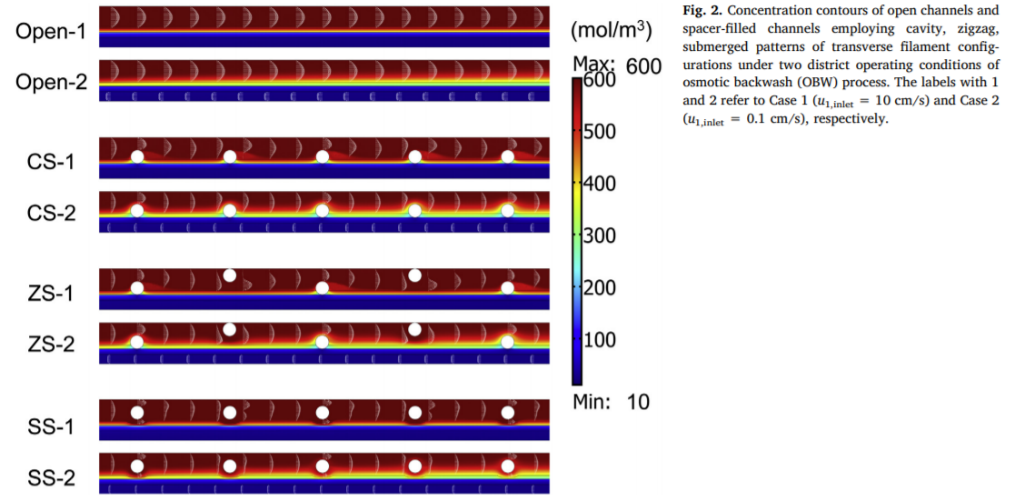 Open-1
Open-2
CS-1
CS-2
ZS-1
ZS-2
SS-1
SS-2
(mol/m³)
Max: 600
600
500
400
300
200
100
Min: 10
Fig. 2. Concentration contours of open channels and
spacer-filled channels employing cavity, zigzag,
submerged patterns of transverse filament config-
urations under two district operating conditions of
osmotic backwash (OBW) process. The labels with 1
and 2 refer to Case 1 (u1,inlet = 10 cm/s) and Case 2
(u1,inlet = 0.1 cm/s), respectively.